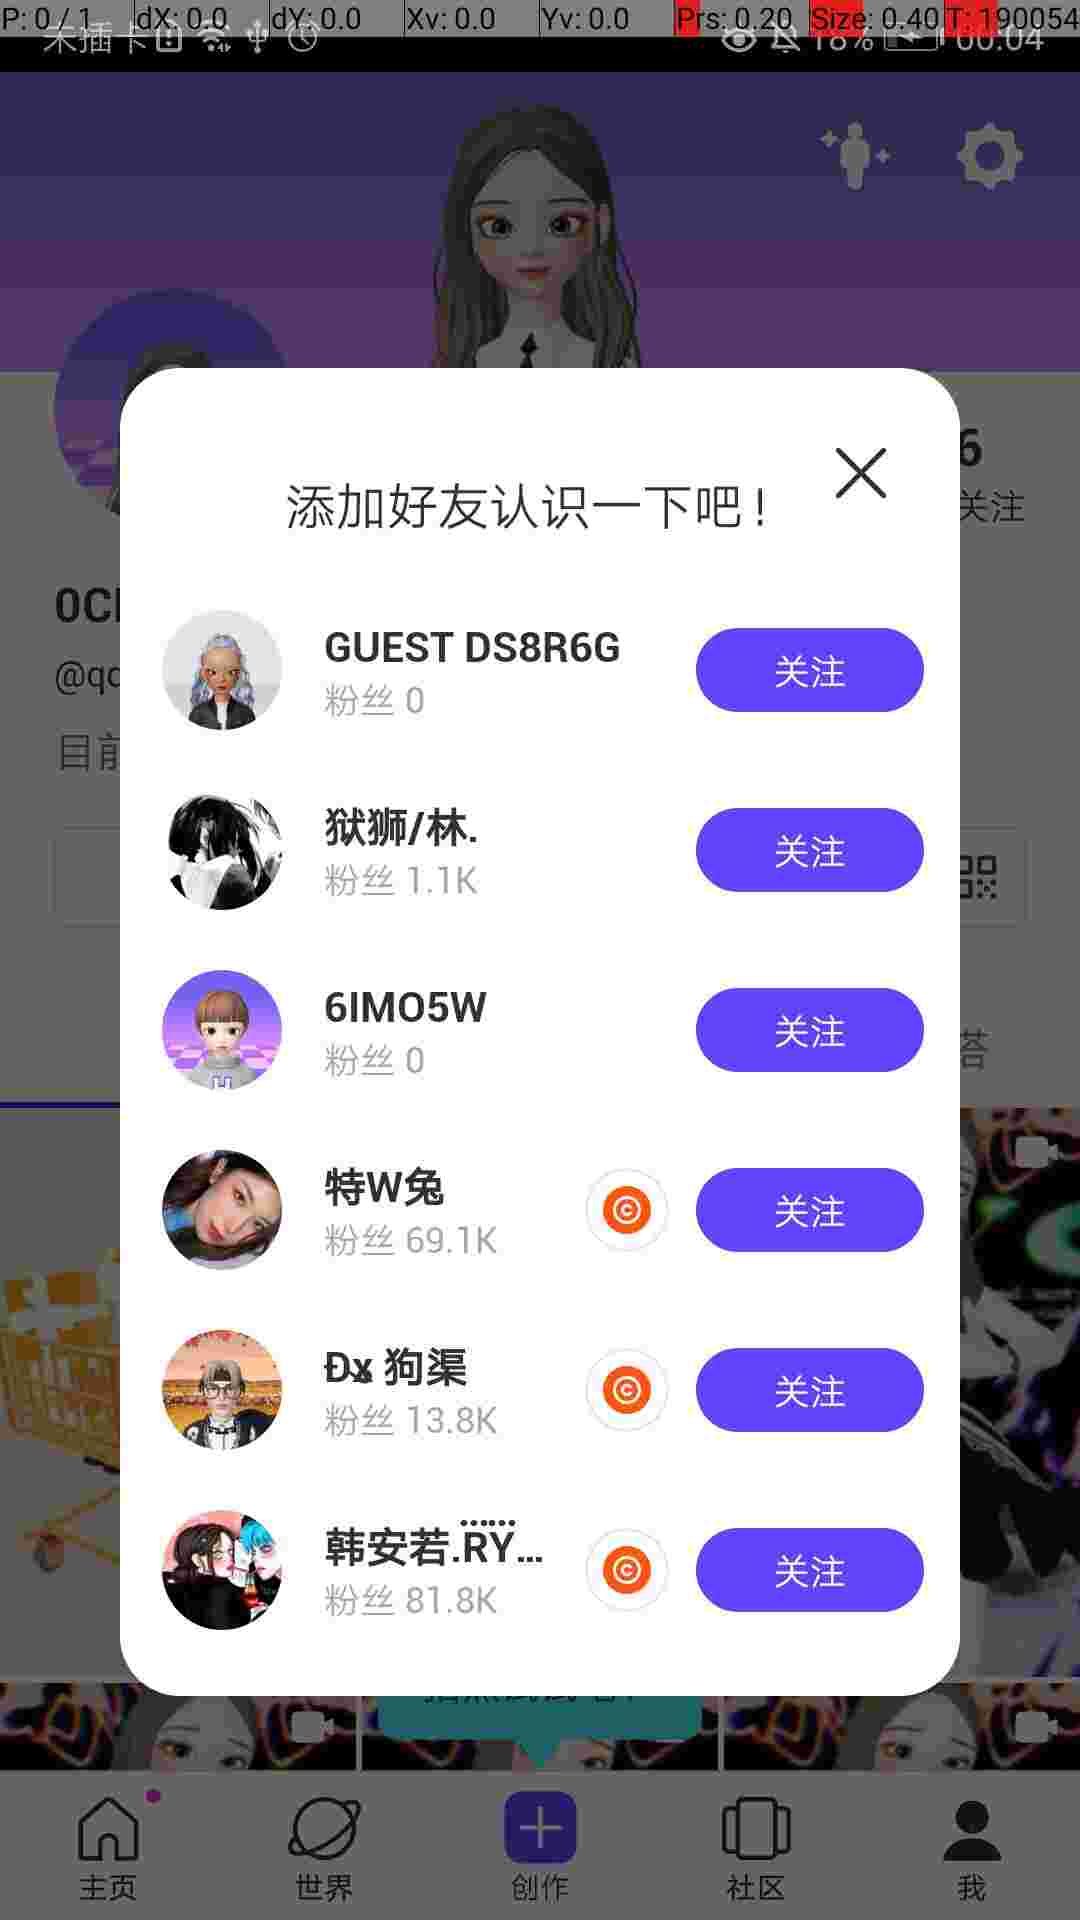 P: 0 / 1 dX: 0.0 dY: 0.0 Xv: 0.0 Yv: 0.0 Prs: 0.20 Size: 0.40 T: 190054
未插卡 18% 00:04
6
关注
添加好友认识一下吧！
0C
@qc
目前
GUEST DS8R6G
粉丝 0
关注
狱狮/林.
粉丝 1.1K
关注
6IMO5W
粉丝 0
关注
答
特W兔
粉丝 69.1K
关注
Đx 狗渠
粉丝 13.8K
关注
韩安若.RY...
粉丝 81.8K
关注
主页
世界
创作
社区
我